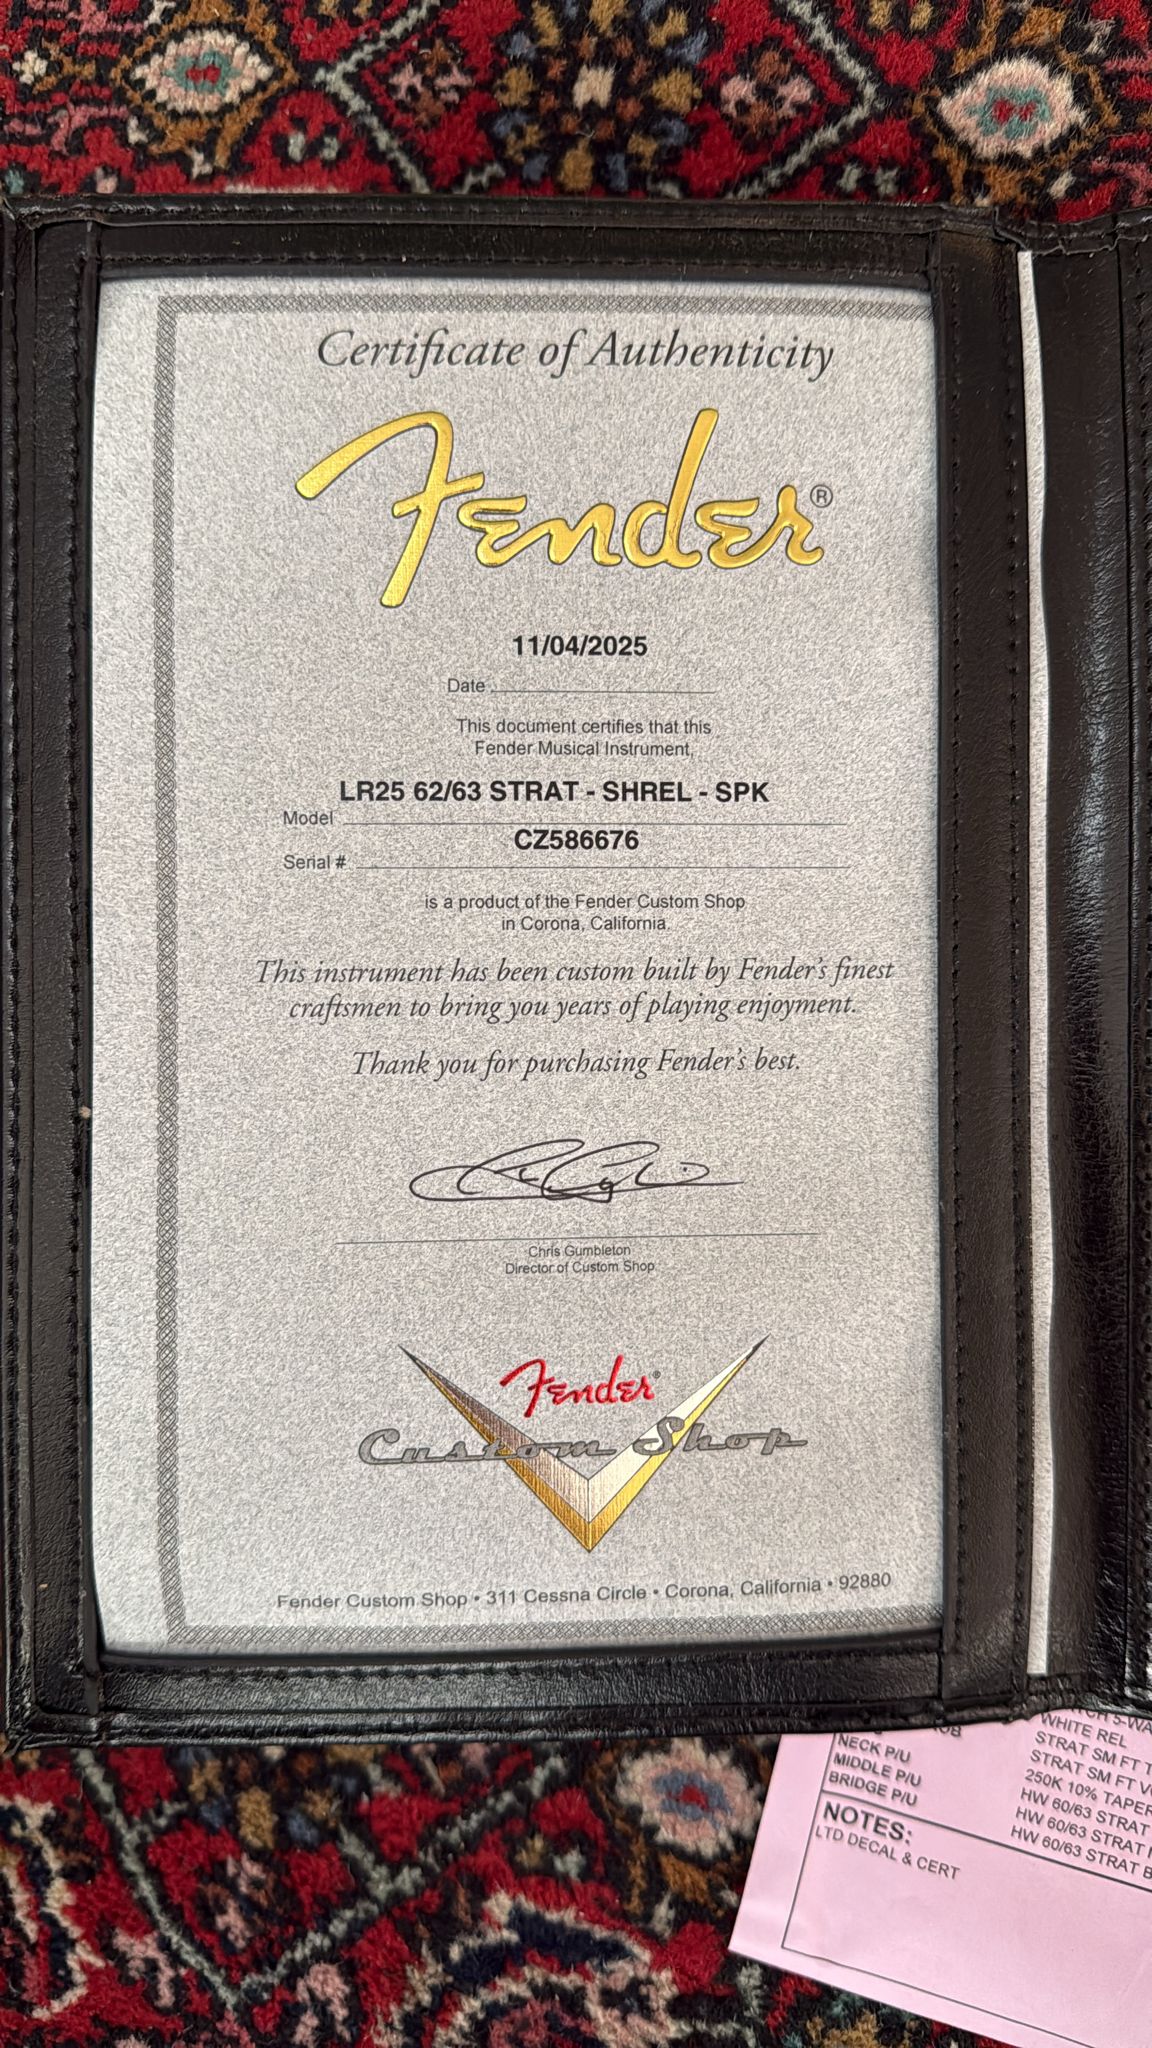 Certificate of Authenticity
Fender®
11/04/2025
Date
This document certifies that this
Fender Musical Instrument,
LR25 62/63 STRAT - SHREL - SPK
Model
CZ586676
Serial #
is a product of the Fender Custom Shop
in Corona, California.
This instrument has been custom built by Fender's finest
craftsmen to bring you years of playing enjoyment.
Thank you for purchasing Fender's best.
Chris Gumbleton
Director of Custom Shop
Fender®
Custom Shop
Fender Custom Shop • 311 Cessna Circle • Corona, California • 92880
5-WA
WHITE REL
STRAT SM FT T
STRAT SM FT V
250K 10% TAPER
NECK P/U HW 60/63 STRAT
MIDDLE P/U HW 60/63 STRAT
BRIDGE P/U HW 60/63 STRAT B
NOTES:
LTD DECAL & CERT